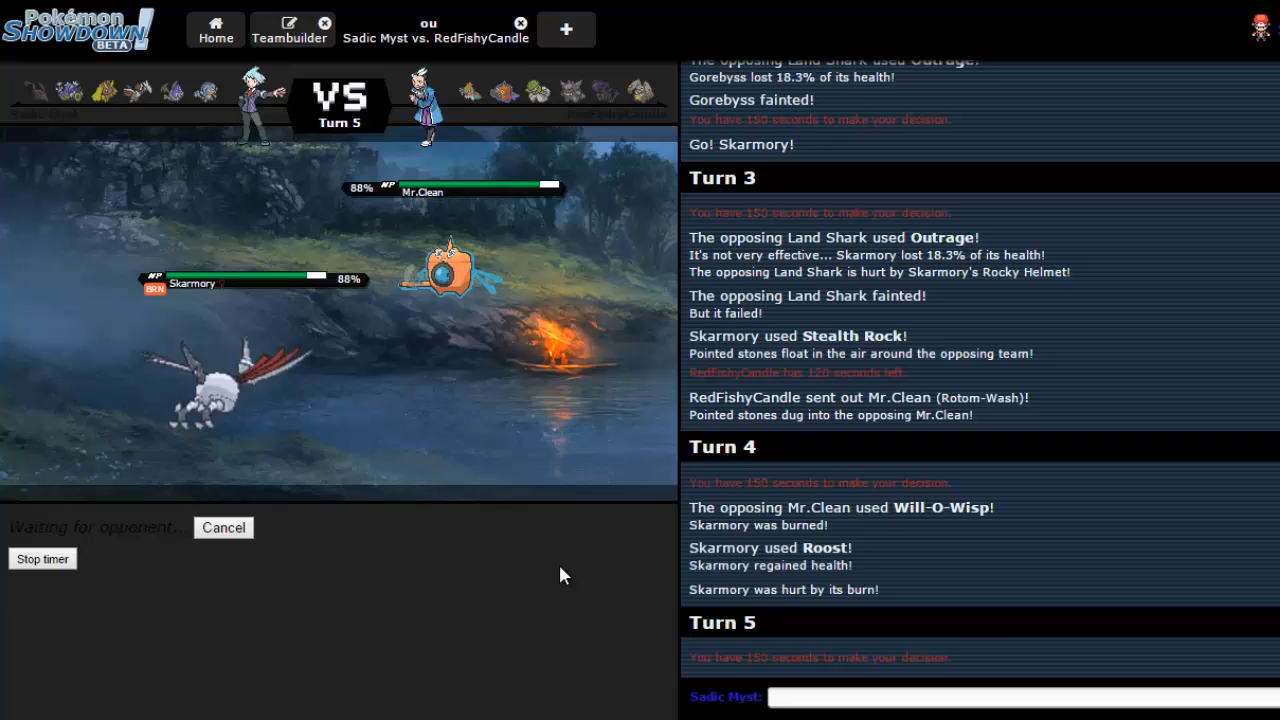 Pokémon
SHOWDOWN!
BETA
Home
Teambuilder
ou
Sadic Myst vs. RedFishyCandle
+
VS
Turn 5
88% NP
Mr.Clean
NP
88%
BRN Skarmory ♀
Waiting for opponent... Cancel
Stop timer
The opposing Land Shark used Outrage!
Gorebyss lost 18.3% of its health!
Gorebyss fainted!
You have 150 seconds to make your decision.
Go! Skarmory!
Turn 3
You have 150 seconds to make your decision.
The opposing Land Shark used Outrage!
It's not very effective... Skarmory lost 18.3% of its health!
The opposing Land Shark is hurt by Skarmory's Rocky Helmet!
The opposing Land Shark fainted!
But it failed!
Skarmory used Stealth Rock!
Pointed stones float in the air around the opposing team!
RedFishyCandle has 120 seconds left.
RedFishyCandle sent out Mr.Clean (Rotom-Wash)!
Pointed stones dug into the opposing Mr.Clean!
Turn 4
You have 150 seconds to make your decision.
The opposing Mr.Clean used Will-O-Wisp!
Skarmory was burned!
Skarmory used Roost!
Skarmory regained health!
Skarmory was hurt by its burn!
Turn 5
You have 150 seconds to make your decision.
Sadic Myst: